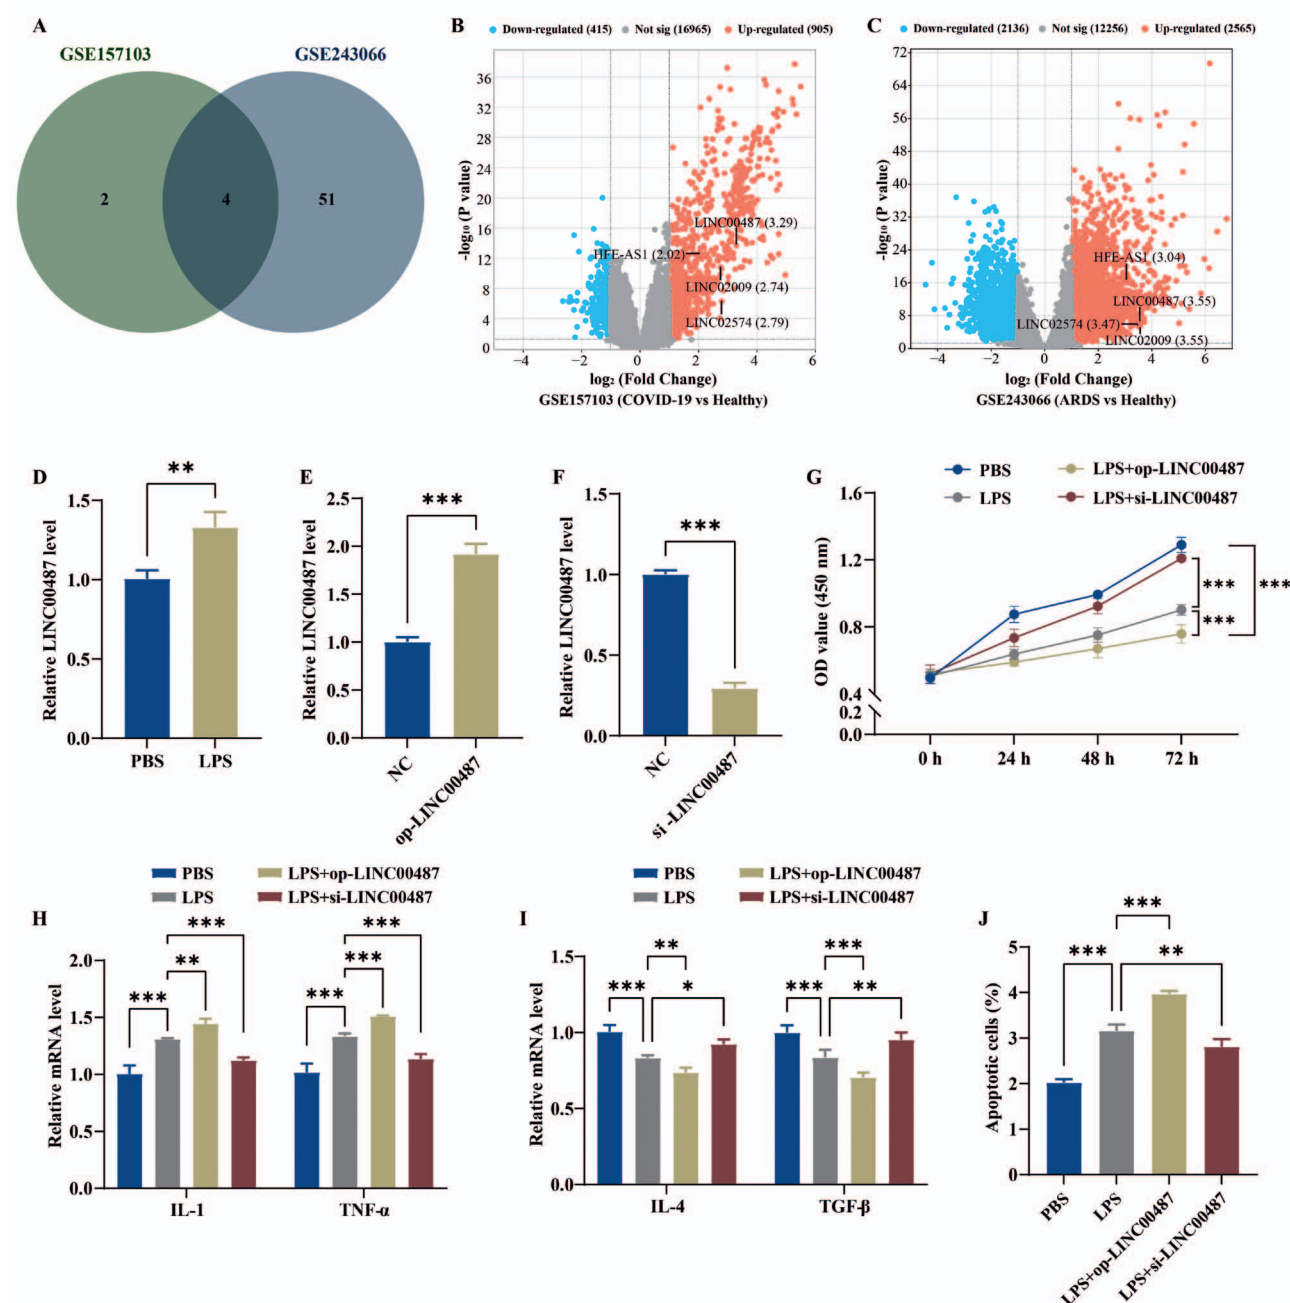 A
GSE157103
GSE243066
2
4
51
B
Down-regulated (415) Not sig (16965) Up-regulated (905)
-log₁₀ (P value)
36
32
28
24
20
16
12
8
4
0
LINC00487 (3.29)
HFE-AS1 (2.02)
LINC02009 (2.74)
LINC02574 (2.79)
−4 −2 0 2 4 6
log₂ (Fold Change)
GSE157103 (COVID-19 vs Healthy)
C
Down-regulated (2136) Not sig (12256) Up-regulated (2565)
-log₁₀ (P value)
72
64
56
48
40
32
24
16
8
0
HFE-AS1 (3.04)
LINC00487 (3.55)
LINC02574 (3.47)
LINC02009 (3.55)
−4 −2 0 2 4 6
log₂ (Fold Change)
GSE243066 (ARDS vs Healthy)
D
**
Relative LINC00487 level
1.5
1.0
0.5
0.0
PBS LPS
E
***
Relative LINC00487 level
2.5
2.0
1.5
1.0
0.5
0.0
NC
op-LINC00487
F
***
Relative LINC00487 level
1.5
1.0
0.5
0.0
NC
si -LINC00487
G
PBS LPS+op-LINC00487
LPS LPS+si-LINC00487
OD value (450 nm)
1.6
1.2
0.8
0.4
0.2
0.0
***
***
***
0 h 24 h 48 h 72 h
PBS LPS+op-LINC00487
LPS LPS+si-LINC00487
H
Relative mRNA level
2.0
1.5
1.0
0.5
0.0
***
**
***
***
***
***
IL-1 TNF-α
PBS LPS+op-LINC00487
LPS LPS+si-LINC00487
I
Relative mRNA level
1.5
1.0
0.5
0.0
**
***
*
***
***
**
IL-4 TGF-β
J
Apoptotic cells (%)
5
4
3
2
1
0
***
***
**
PBS
LPS
LPS+op-LINC00487
LPS+si-LINC00487